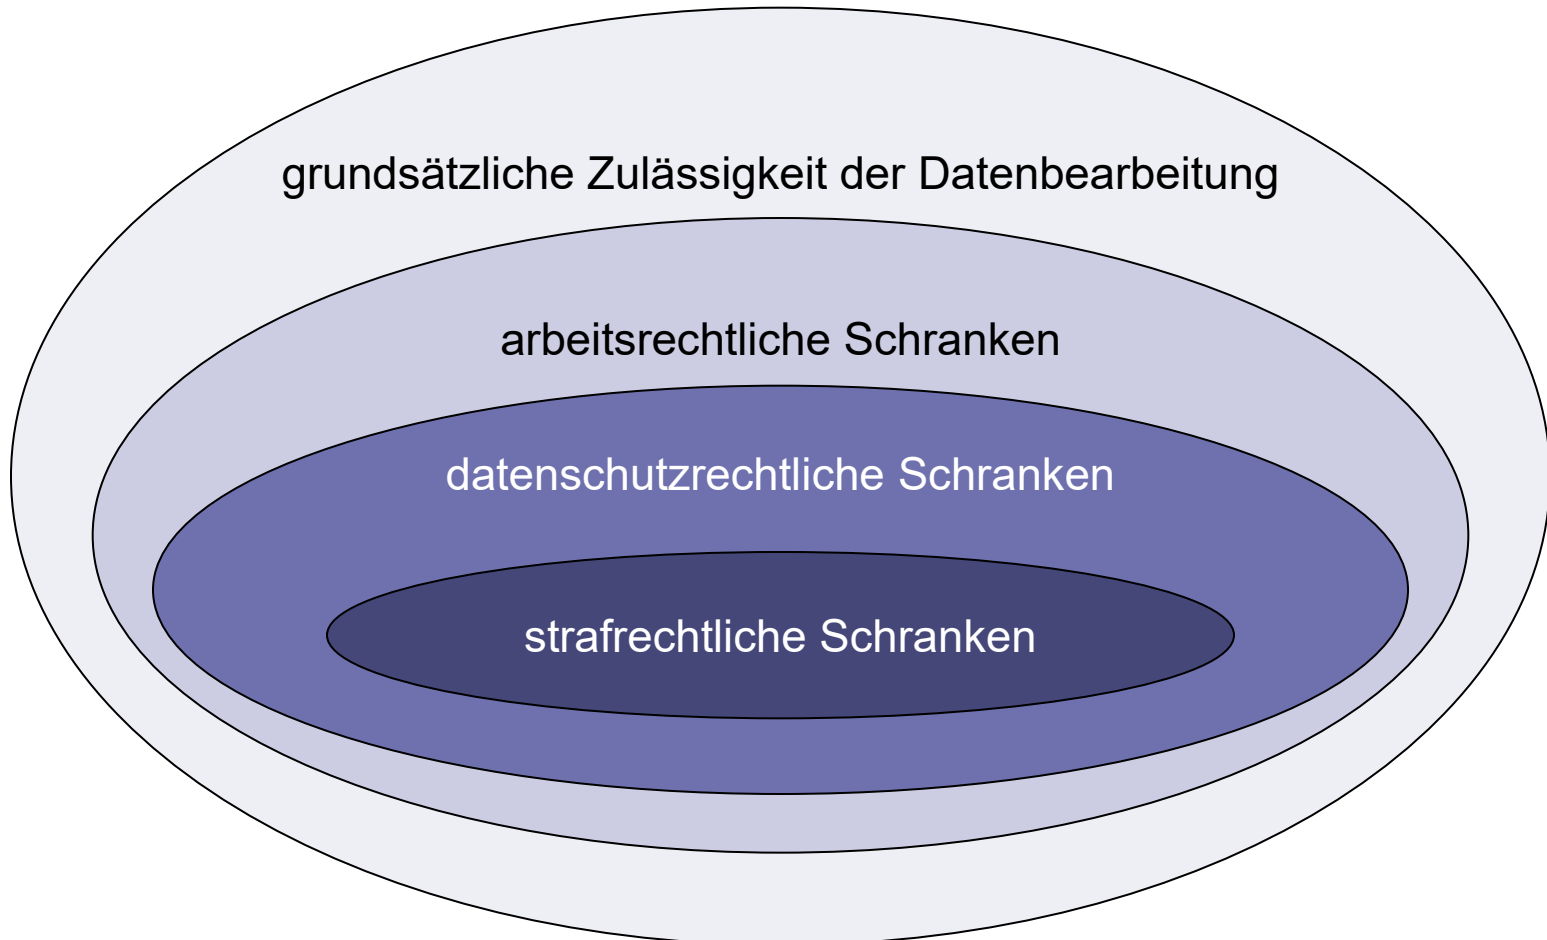 grundsätzliche Zulässigkeit der Datenbearbeitung
arbeitsrechtliche Schranken
datenschutzrechtliche Schranken
strafrechtliche Schranken